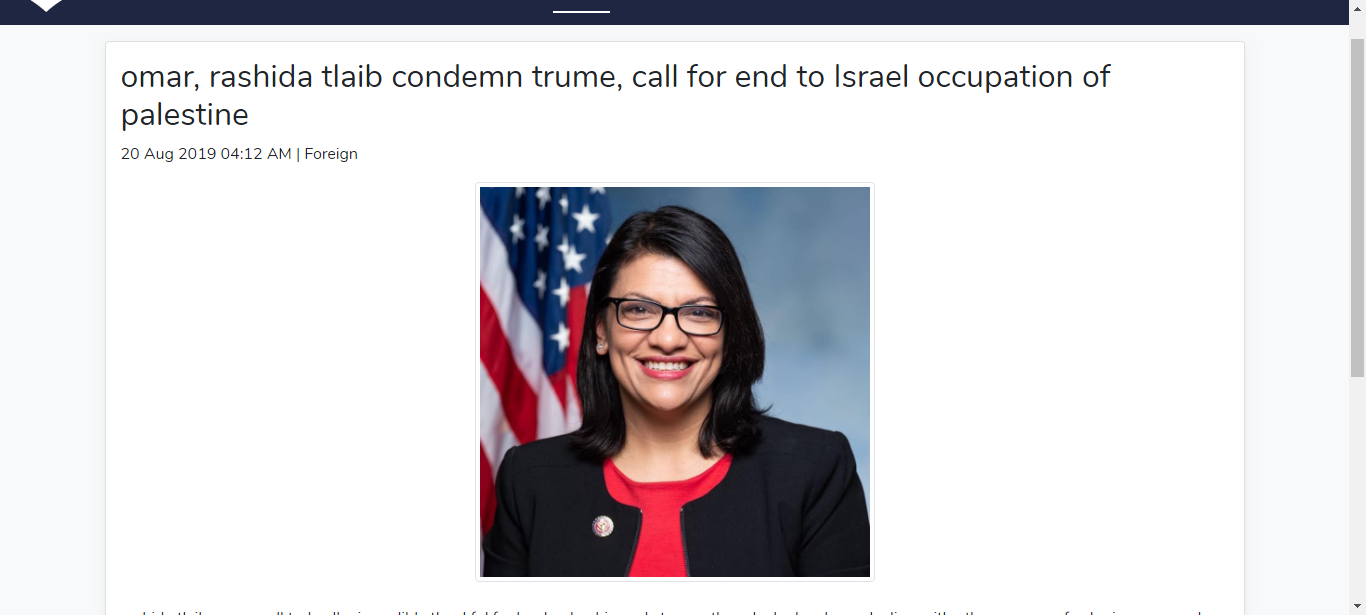 omar, rashida tlaib condemn trume, call for end to Israel occupation of
palestine
20 Aug 2019 04:12 AM | Foreign